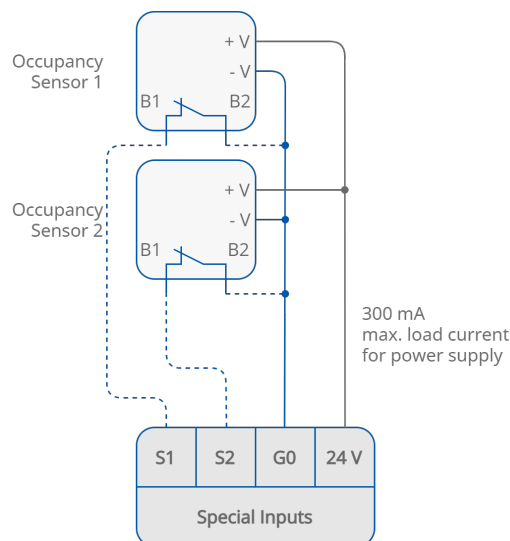 Occupancy
Sensor 1
+ V
- V
B1
B2
Occupancy
Sensor 2
+ V
- V
B1
B2
300 mA
max. load current
for power supply
S1
S2
G0
24 V
Special Inputs